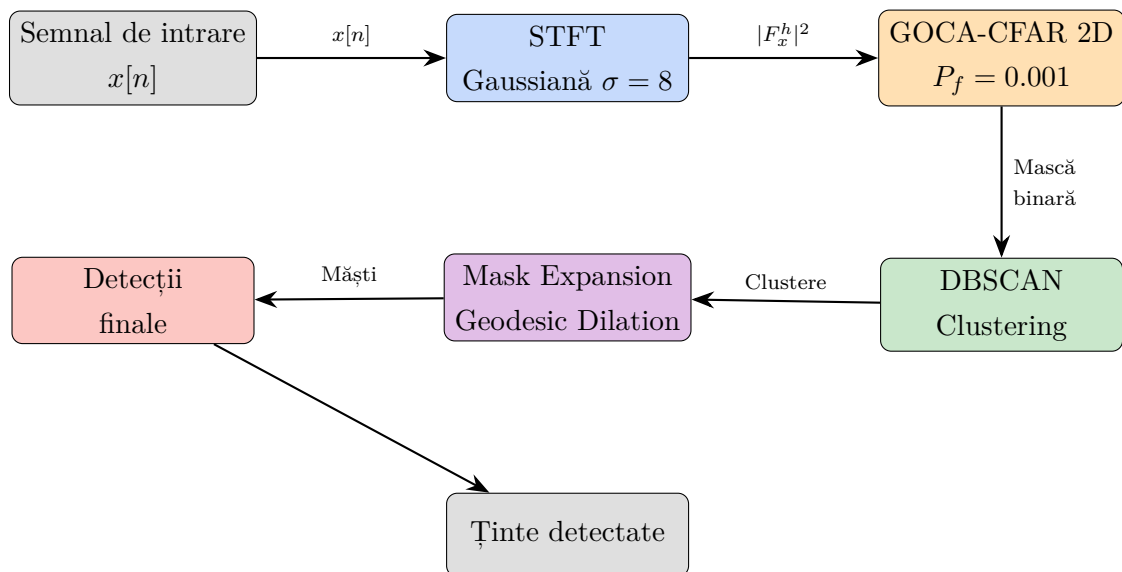 Semnal de intrare
x[n]
x[n]
STFT
Gaussiană σ = 8
|F_x^h|^2
GOCA-CFAR 2D
P_f = 0.001
Mască
binară
Detecții
finale
Măști
Mask Expansion
Geodesic Dilation
Clustere
DBSCAN
Clustering
Ținte detectate